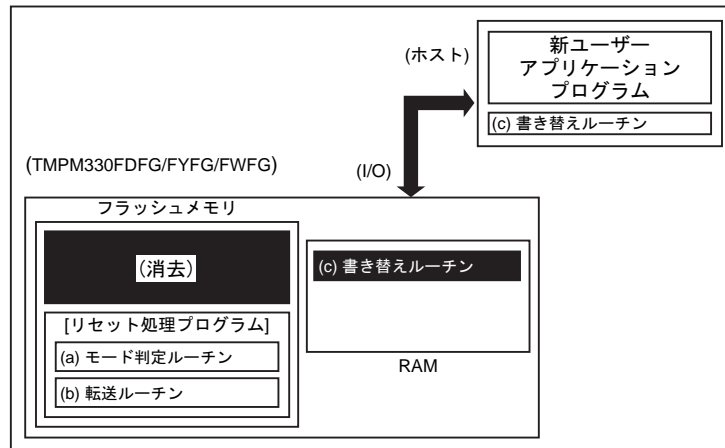 (ホスト)
新ユーザー
アプリケーション
プログラム
(c) 書き替えルーチン
(TMPM330FDFG/FYFG/FWFG)
(I/O)
フラッシュメモリ
(消去)
[リセット処理プログラム]
(a) モード判定ルーチン
(b) 転送ルーチン
(c) 書き替えルーチン
RAM